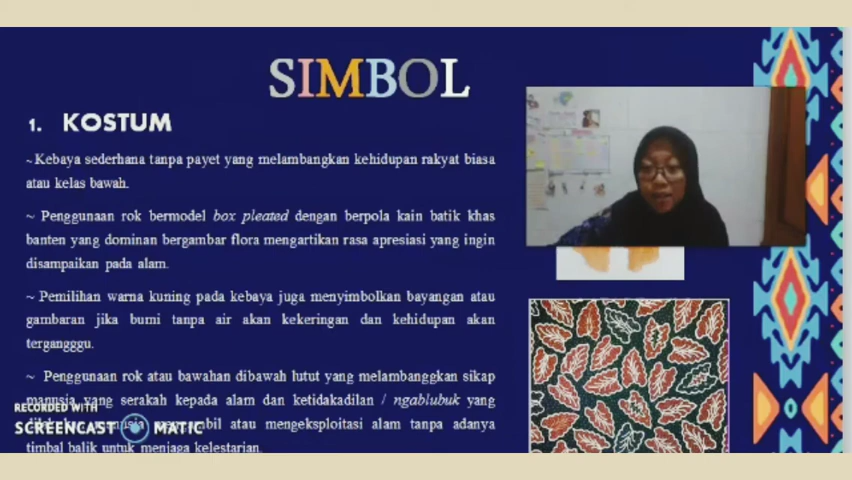 SIMBOL
1. KOSTUM
~Kebaya sederhana tanpa payet yang melambangkan kehidupan rakyat biasa
atau kelas bawah.
~ Penggunaan rok bermodel box pleated dengan berpola kain batik khas
banten yang dominan bergambar flora mengartikan rasa apresiasi yang ingin
disampaikan pada alam.
~ Pemilihan warna kuning pada kebaya juga menyimbolkan bayangan atau
gambaran jika bumi tanpa air akan kekeringan dan kehidupan akan
tergangggu.
~ Penggunaan rok atau bawahan dibawah lutut yang melambanggkan sikap
manusia yang serakah kepada alam dan ketidakadilan / ngablubuk yang
manusia mengambil atau mengeksploitasi alam tanpa adanya
timbal balik untuk menjaga kelestarian.
RECORDED WITH
SCREENCAST MATIC